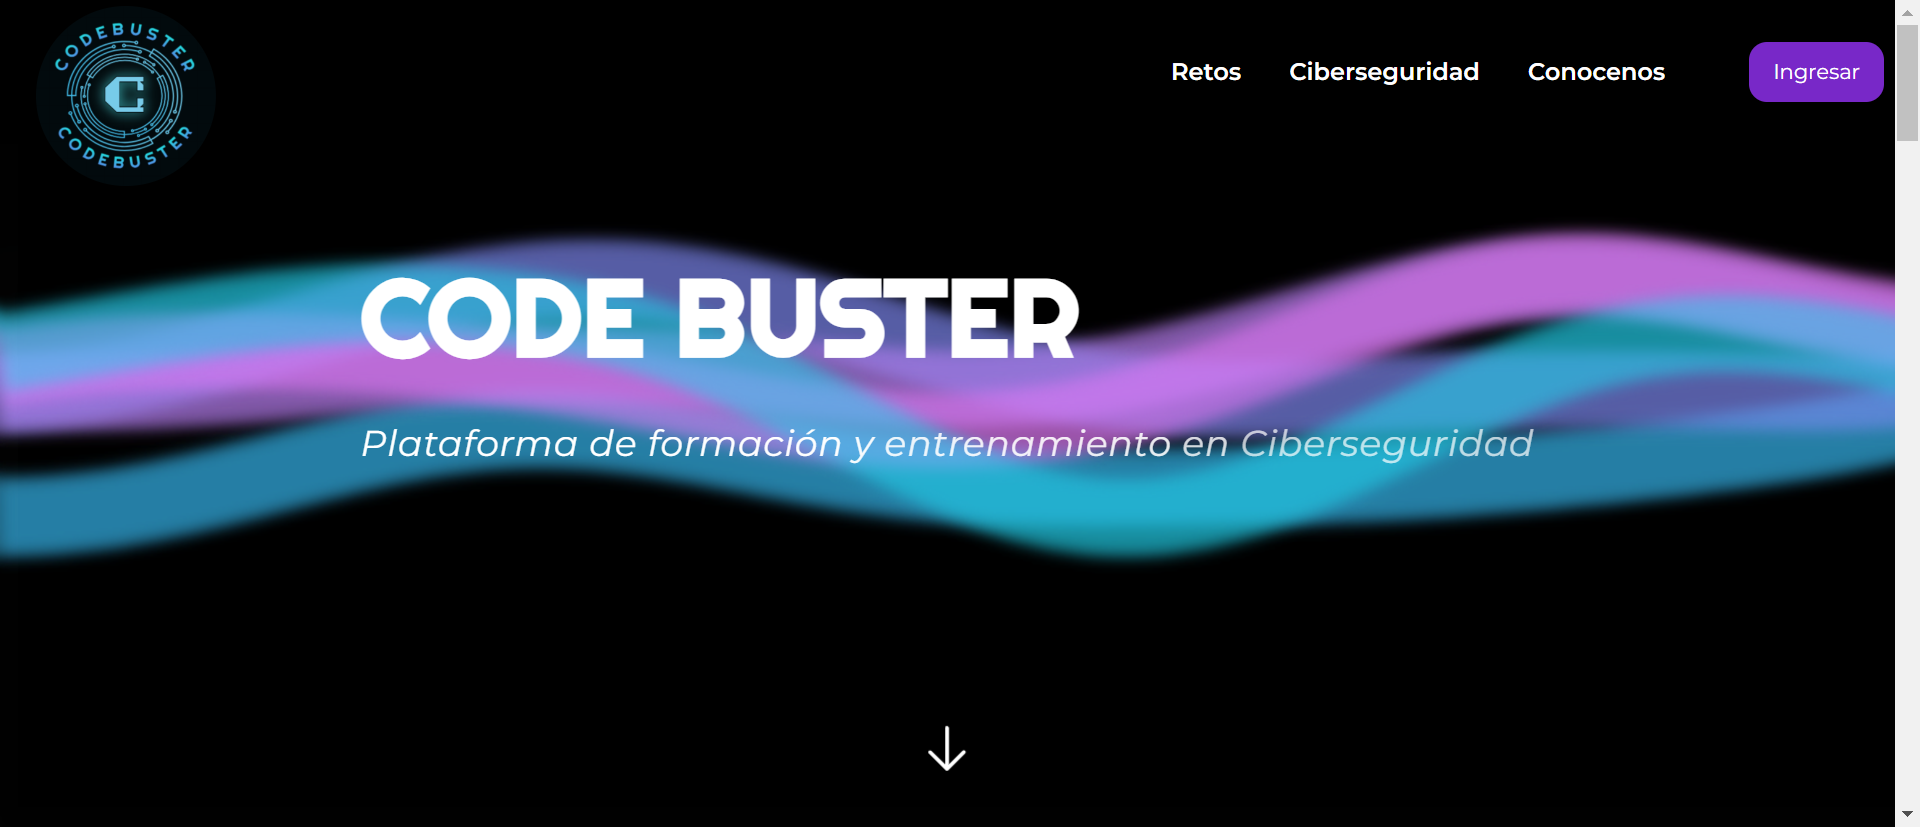 CODEBUSTER
C
CODEBUSTER
Retos Ciberseguridad Conocenos Ingresar
CODE BUSTER
Plataforma de formación y entrenamiento en Ciberseguridad